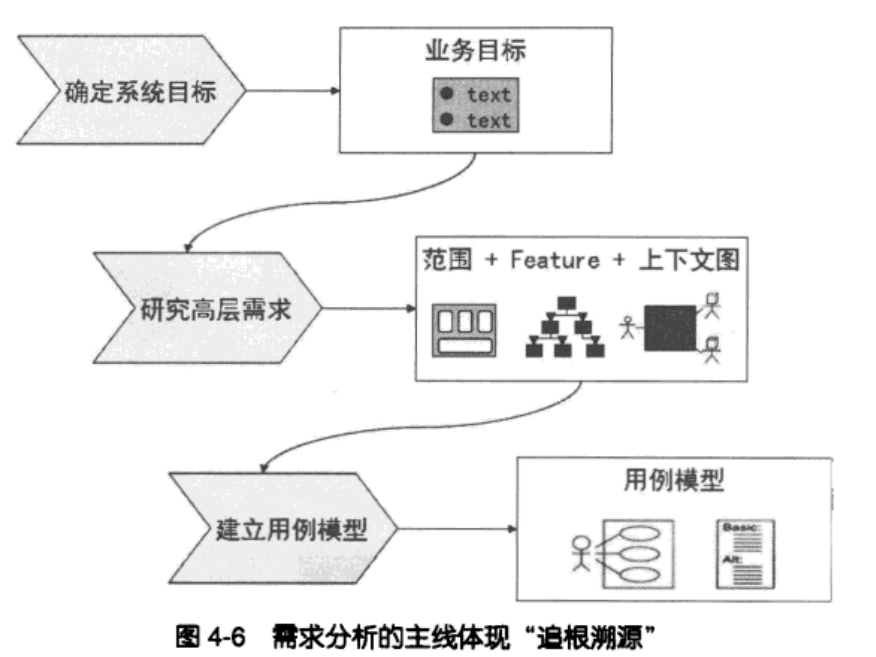 确定系统目标
业务目标
text
text
研究高层需求
范围 + Feature + 上下文图
建立用例模型
用例模型
Basic:
Alt:
图 4-6 需求分析的主线体现“追根溯源”